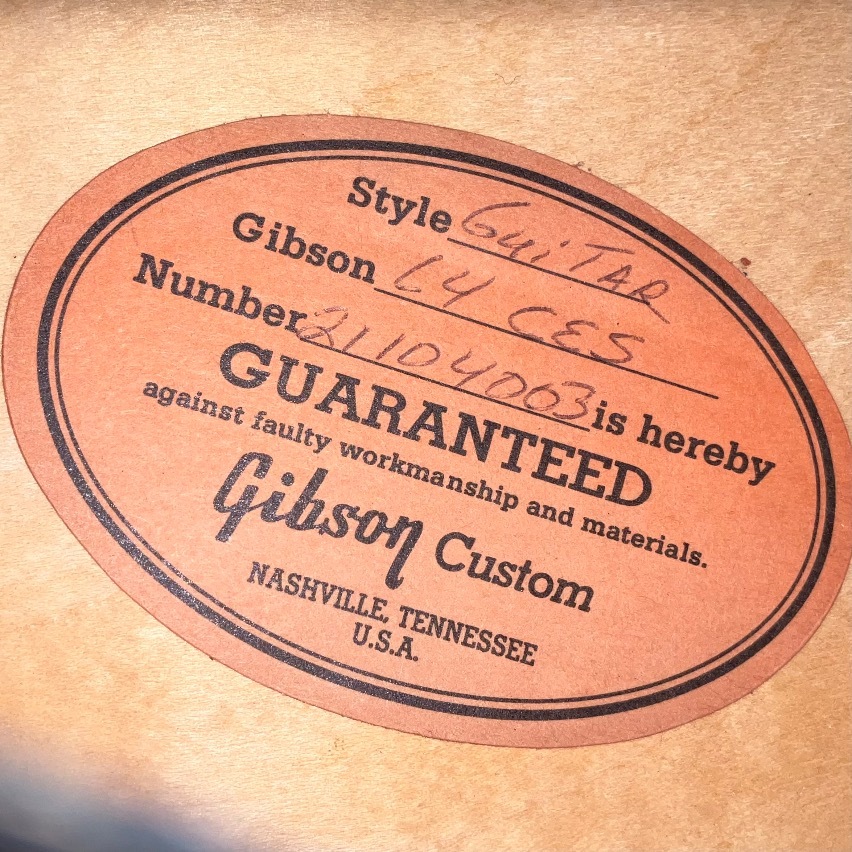 Style GuiTAR
Gibson L4 CES
Number 21104003 is hereby
GUARANTEED
against faulty workmanship and materials.
Gibson Custom
NASHVILLE, TENNESSEE
U.S.A.